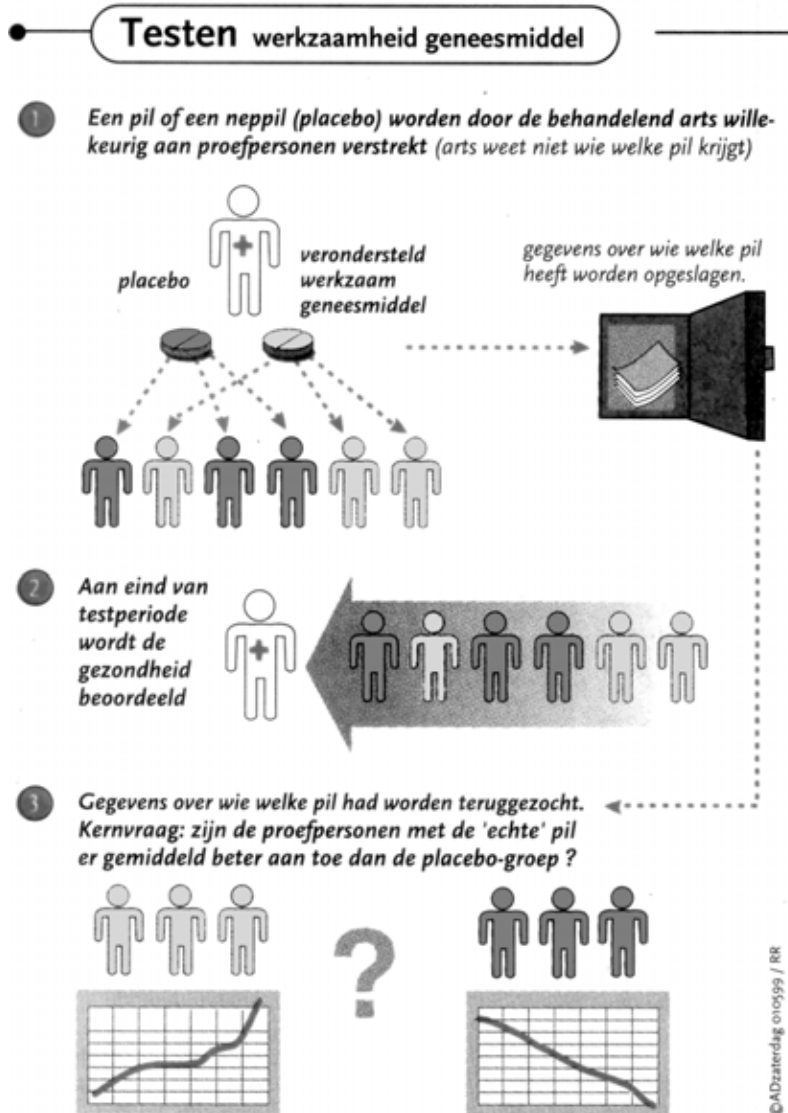 Testen werkzaamheid geneesmiddel
1
Een pil of een neppil (placebo) worden door de behandelend arts wille-
keurig aan proefpersonen verstrekt (arts weet niet wie welke pil krijgt)
placebo
verondersteld
werkzaam
geneesmiddel
gegevens over wie welke pil
heeft worden opgeslagen.
2
Aan eind van
testperiode
wordt de
gezondheid
beoordeeld
3
Gegevens over wie welke pil had worden teruggezocht.
Kernvraag: zijn de proefpersonen met de 'echte' pil
er gemiddeld beter aan toe dan de placebo-groep ?
?
©ADzaterdag 010599 / RR